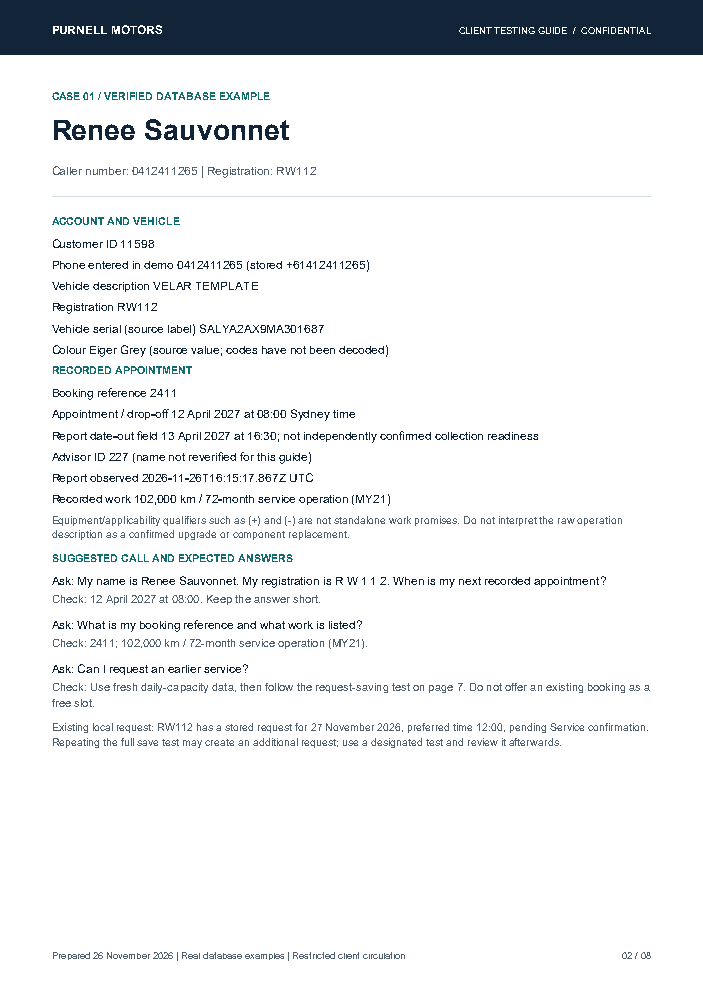 PURNELL MOTORS
CLIENT TESTING GUIDE / CONFIDENTIAL
CASE 01 / VERIFIED DATABASE EXAMPLE
Renee Sauvonnet
Caller number: 0412411265 | Registration: RW112
ACCOUNT AND VEHICLE
Customer ID 11598
Phone entered in demo 0412411265 (stored +61412411265)
Vehicle description VELAR TEMPLATE
Registration RW112
Vehicle serial (source label) SALYA2AX9MA301687
Colour Eiger Grey (source value; codes have not been decoded)
RECORDED APPOINTMENT
Booking reference 2411
Appointment / drop-off 12 April 2027 at 08:00 Sydney time
Report date-out field 13 April 2027 at 16:30; not independently confirmed collection readiness
Advisor ID 227 (name not reverified for this guide)
Report observed 2026-11-26T16:15:17.867Z UTC
Recorded work 102,000 km / 72-month service operation (MY21)
Equipment/applicability qualifiers such as (+) and (-) are not standalone work promises. Do not interpret the raw operation
description as a confirmed upgrade or component replacement.
SUGGESTED CALL AND EXPECTED ANSWERS
Ask: My name is Renee Sauvonnet. My registration is R W 1 1 2. When is my next recorded appointment?
Check: 12 April 2027 at 08:00. Keep the answer short.
Ask: What is my booking reference and what work is listed?
Check: 2411; 102,000 km / 72-month service operation (MY21).
Ask: Can I request an earlier service?
Check: Use fresh daily-capacity data, then follow the request-saving test on page 7. Do not offer an existing booking as a
free slot.
Existing local request: RW112 has a stored request for 27 November 2026, preferred time 12:00, pending Service confirmation.
Repeating the full save test may create an additional request; use a designated test and review it afterwards.
Prepared 26 November 2026 | Real database examples | Restricted client circulation
02 / 08